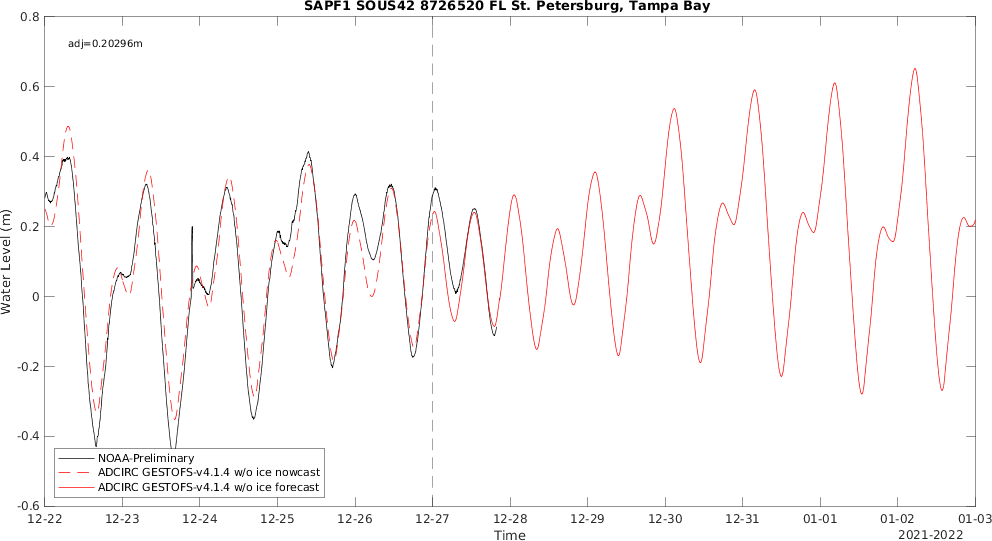 SAPF1 SOUS42 8726520 FL St. Petersburg, Tampa Bay
adj=0.20296m
0.8
0.6
0.4
0.2
0
-0.2
-0.4
-0.6
Water Level (m)
NOAA-Preliminary
ADCIRC GESTOFS-v4.1.4 w/o ice nowcast
ADCIRC GESTOFS-v4.1.4 w/o ice forecast
12-22 12-23 12-24 12-25 12-26 12-27 12-28 12-29 12-30 12-31 01-01 01-02 01-03
Time
2021-2022